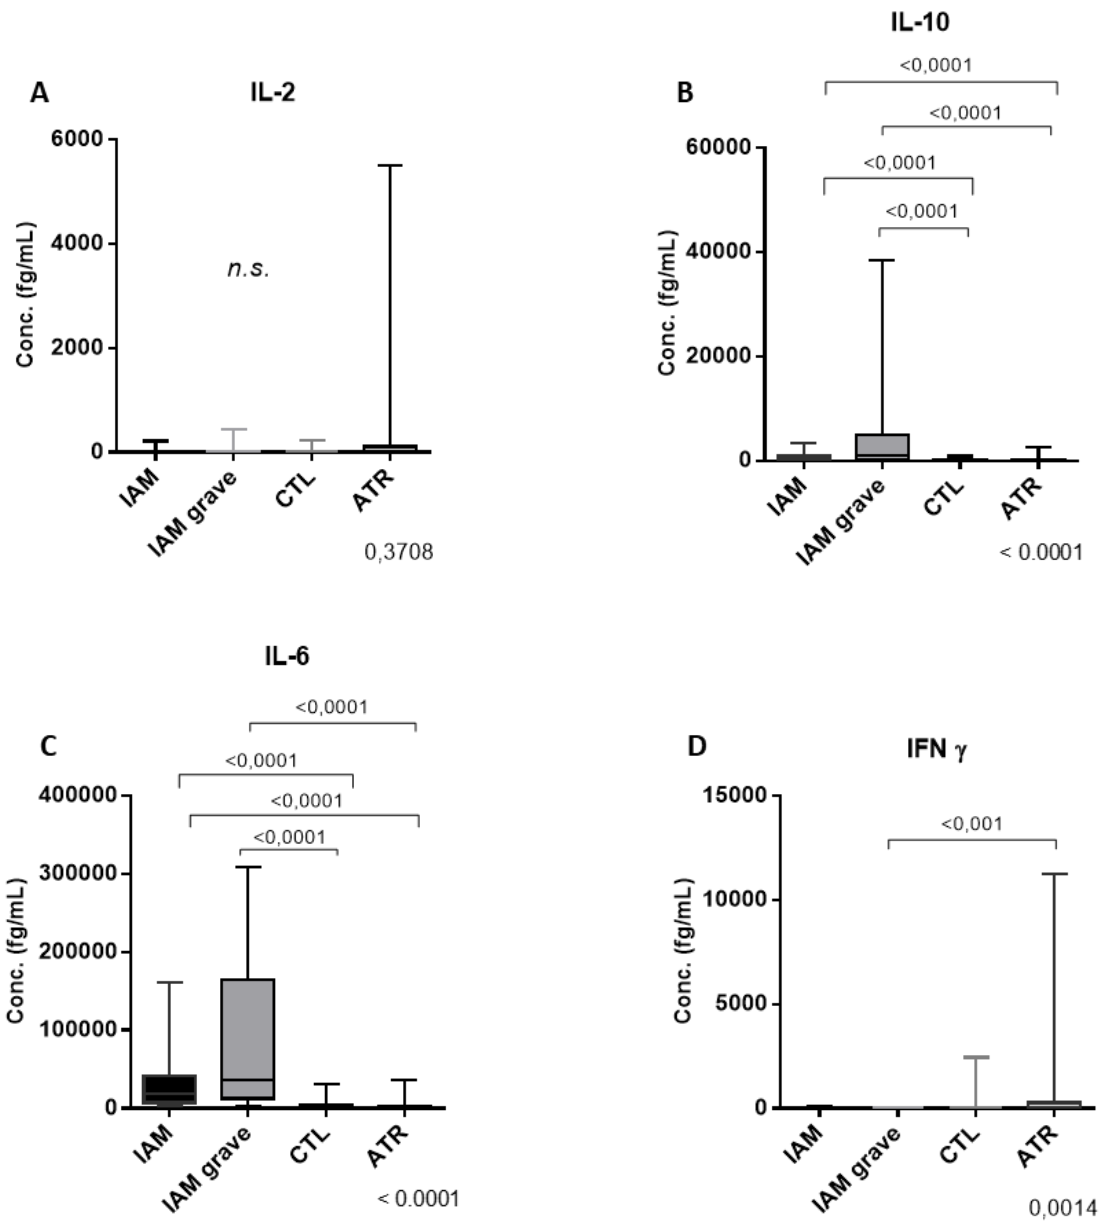 A
IL-2
Conc. (fg/mL)
6000
4000
2000
0
n.s.
IAM
IAM grave
CTL
ATR
0,3708
B
IL-10
<0,0001
<0,0001
<0,0001
<0,0001
Conc. (fg/mL)
60000
40000
20000
0
IAM
IAM grave
CTL
ATR
< 0.0001
C
IL-6
<0,0001
<0,0001
<0,0001
<0,0001
Conc. (fg/mL)
400000
300000
200000
100000
0
IAM
IAM grave
CTL
ATR
< 0.0001
D
IFN γ
<0,001
Conc. (fg/mL)
15000
10000
5000
0
IAM
IAM grave
CTL
ATR
0,0014